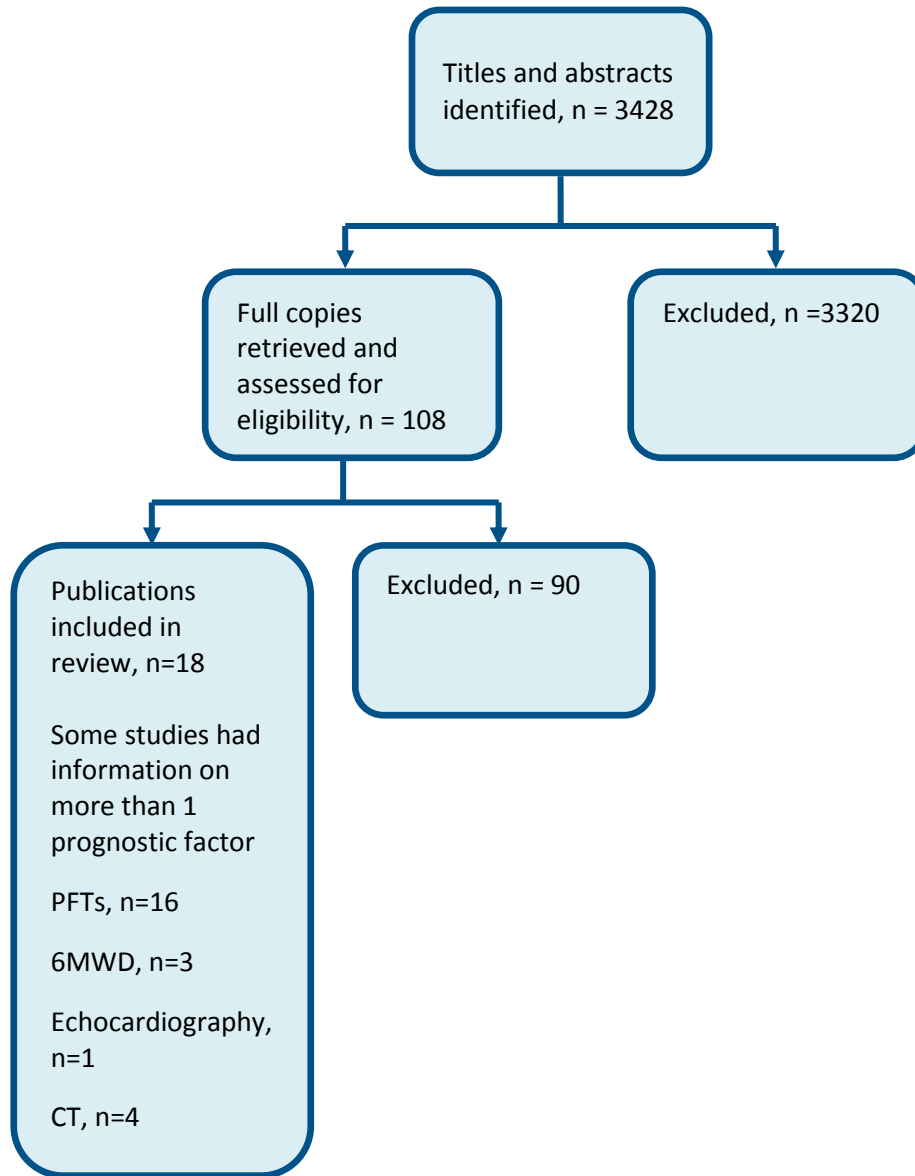 Titles and abstracts
identified, n = 3428
Full copies
retrieved and
assessed for
eligibility, n = 108
Excluded, n =3320
Publications
included in
review, n=18
Some studies had
information on
more than 1
prognostic factor
PFTs, n=16
6MWD, n=3
Echocardiography,
n=1
CT, n=4
Excluded, n = 90